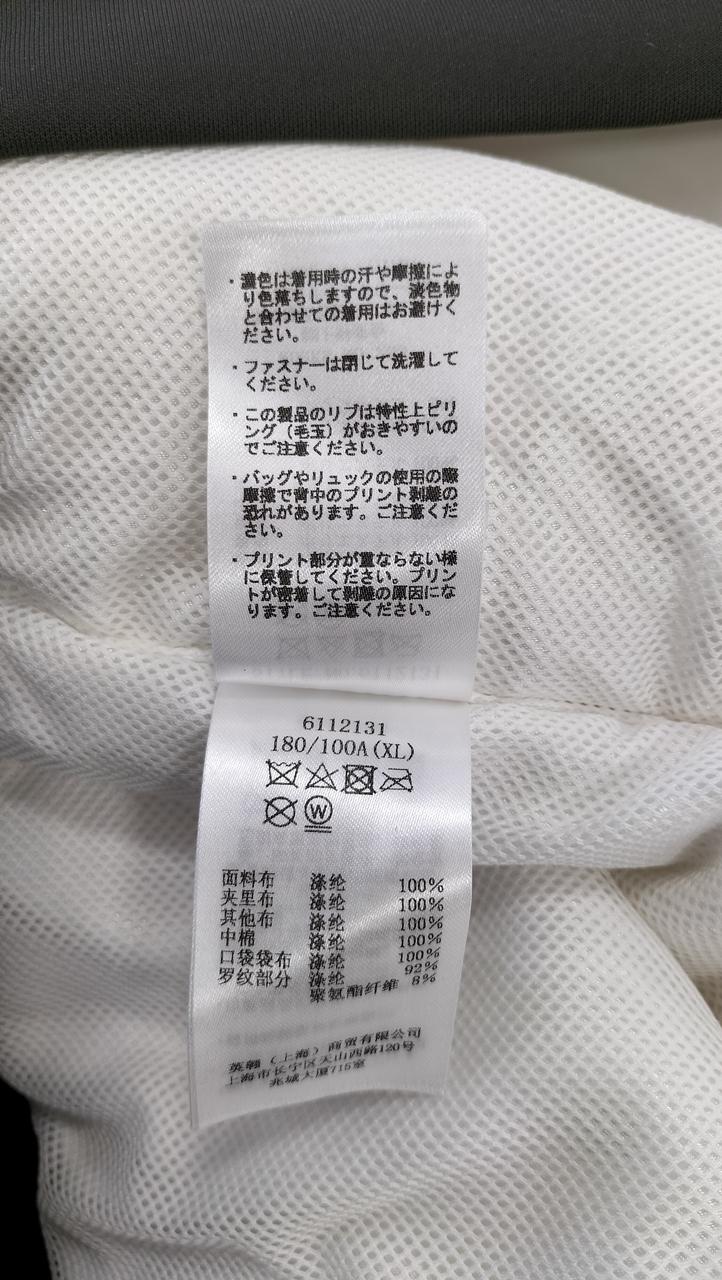 ・濃色は着用時の汗や摩擦によ
り色落ちしますので、淡色物
と合わせての着用はお避けく
ださい。
・ファスナーは閉じて洗濯して
ください。
・この製品のリブは特性上ピリ
ング（毛玉）がおきやすいの
でご注意ください。
・バッグやリュックの使用の際
摩擦で背中のプリント剥離の
恐れがあります。ご注意くだ
さい。
・プリント部分が重ならない様
に保管してください。プリン
トが密着して剥離の原因にな
ります。ご注意ください。
6112131
180/100A(XL)
W
面料布 涤纶 100%
夹里布 涤纶 100%
其他布 涤纶 100%
中棉 涤纶 100%
口袋袋布 涤纶 100%
罗纹部分 涤纶 92%
聚氨酯纤维 8%
（上海）商贸有限公司
上海市长宁区天山西路120号
兆城大厦715室